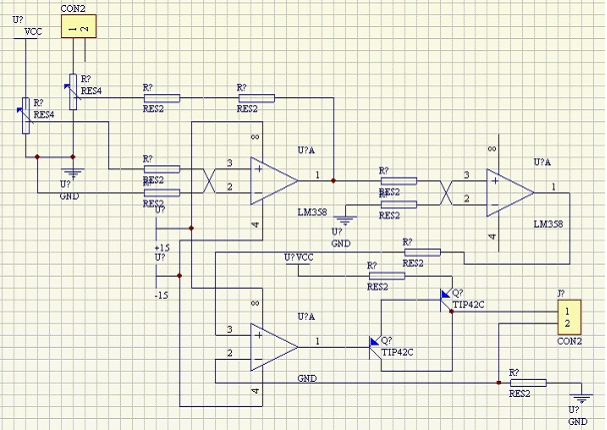 CON2
U?
VCC
1 2
R?
RES4
R?
RES4
R?
RES2
R?
RES2
8
U?A
8
U?A
R?
RES2
R?
RES2
3
2
1
4
LM358
R?
RES2
R?
RES2
3
2
1
4
LM358
U?
GND
U?
+15
U?
-15
U?
GND
R?
RES2
U?VCC
R?
RES2
8
U?A
3
2
1
4
Q?
TIP42C
Q?
TIP42C
J?
1
2
CON2
GND
R?
RES2
U?
GND